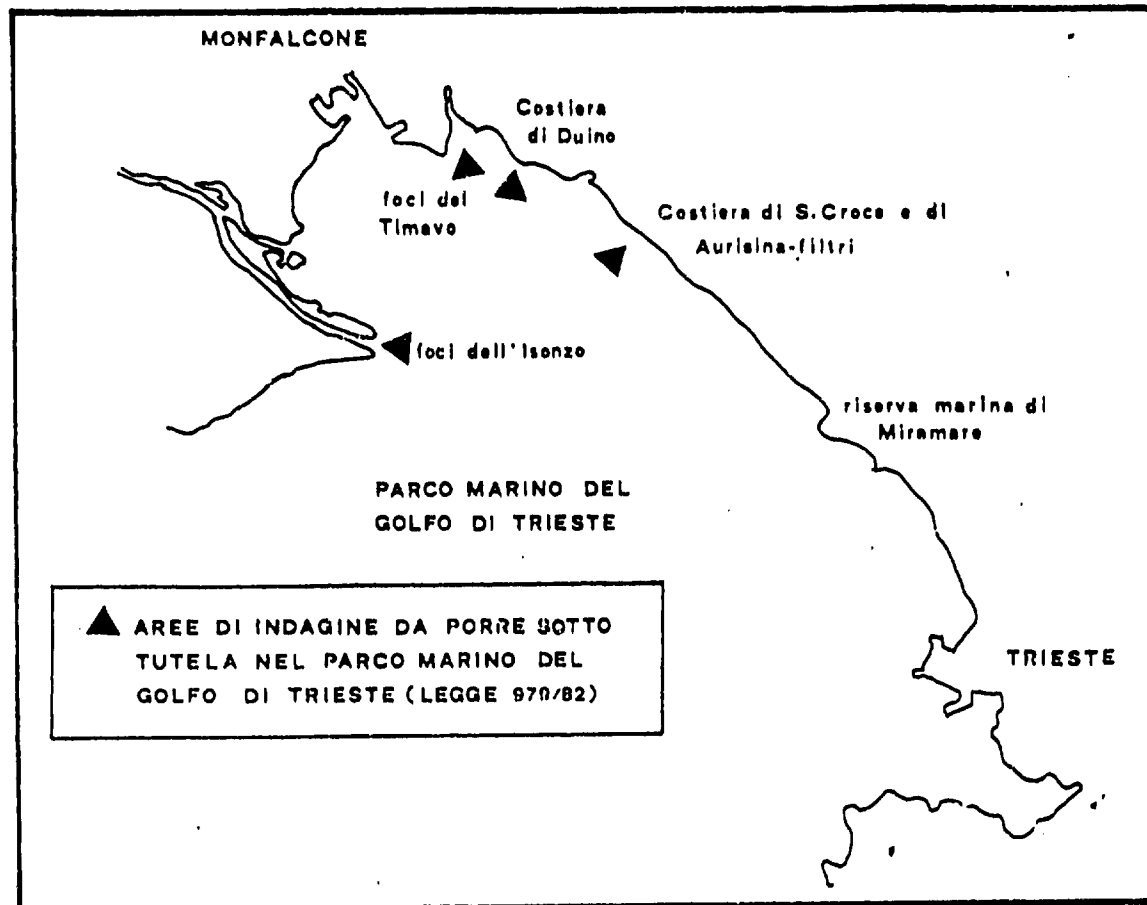 MONFALCONE
Costiera
di Duino
foci del
Timavo
Costiera di S.Croce e di
Aurisina-filtri
foci dell'Isonzo
riserva marina di
Miramare
PARCO MARINO DEL
GOLFO DI TRIESTE
AREE DI INDAGINE DA PORRE SOTTO
TUTELA NEL PARCO MARINO DEL
GOLFO DI TRIESTE (LEGGE 979/82)
TRIESTE